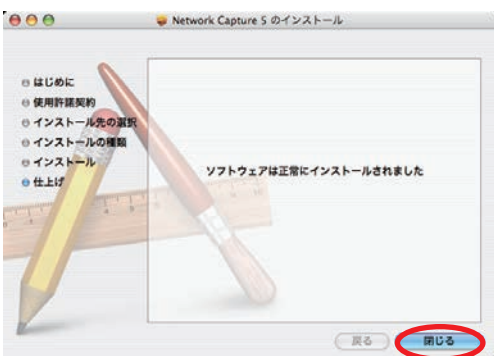 Network Capture 5 のインストール
はじめに
使用許諾契約
インストール先の選択
インストールの種類
インストール
仕上げ
ソフトウェアは正常にインストールされました
戻る
閉じる